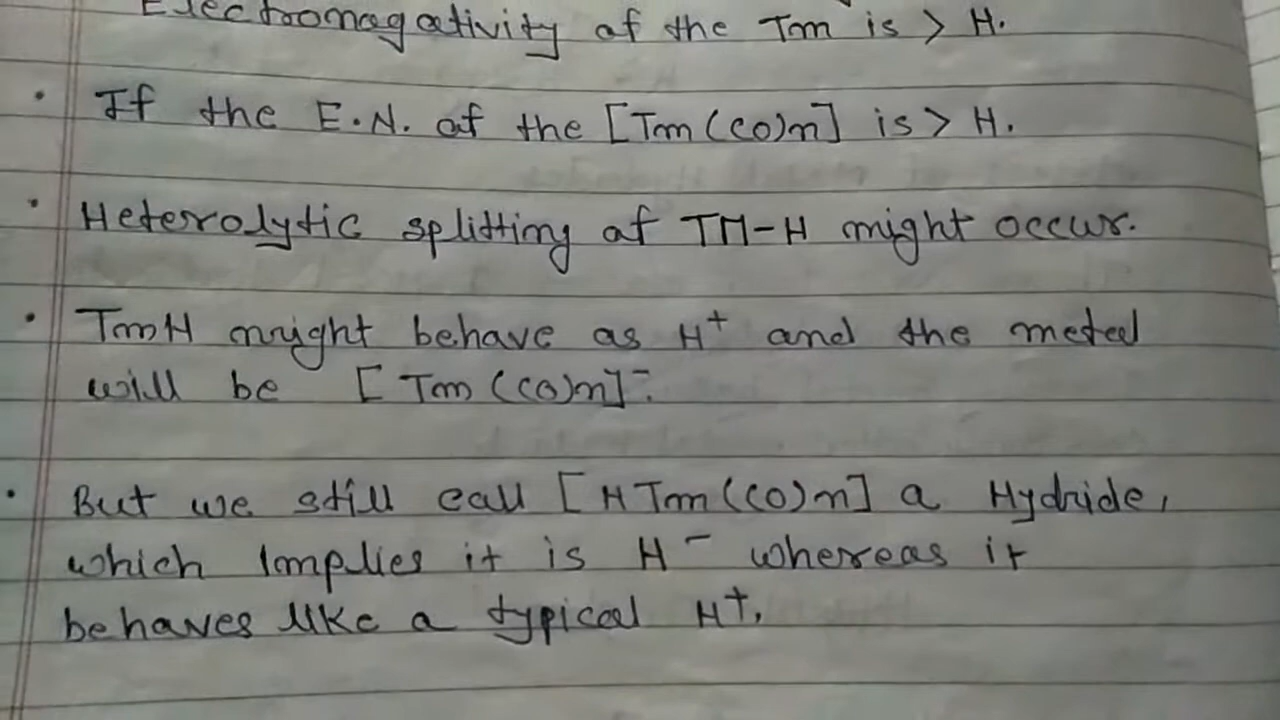 Electromagativity of the Tm is > H.
• If the E.N. of the [Tm(CO)n] is > H.
• Heterolytic splitting of TM-H might occur.
• TmH might behave as H⁺ and the metal
will be [Tm(CO)n]⁻.
• But we still call [HTm(CO)n] a Hydride,
which Implies it is H⁻ whereas it
behaves like a typical H⁺.